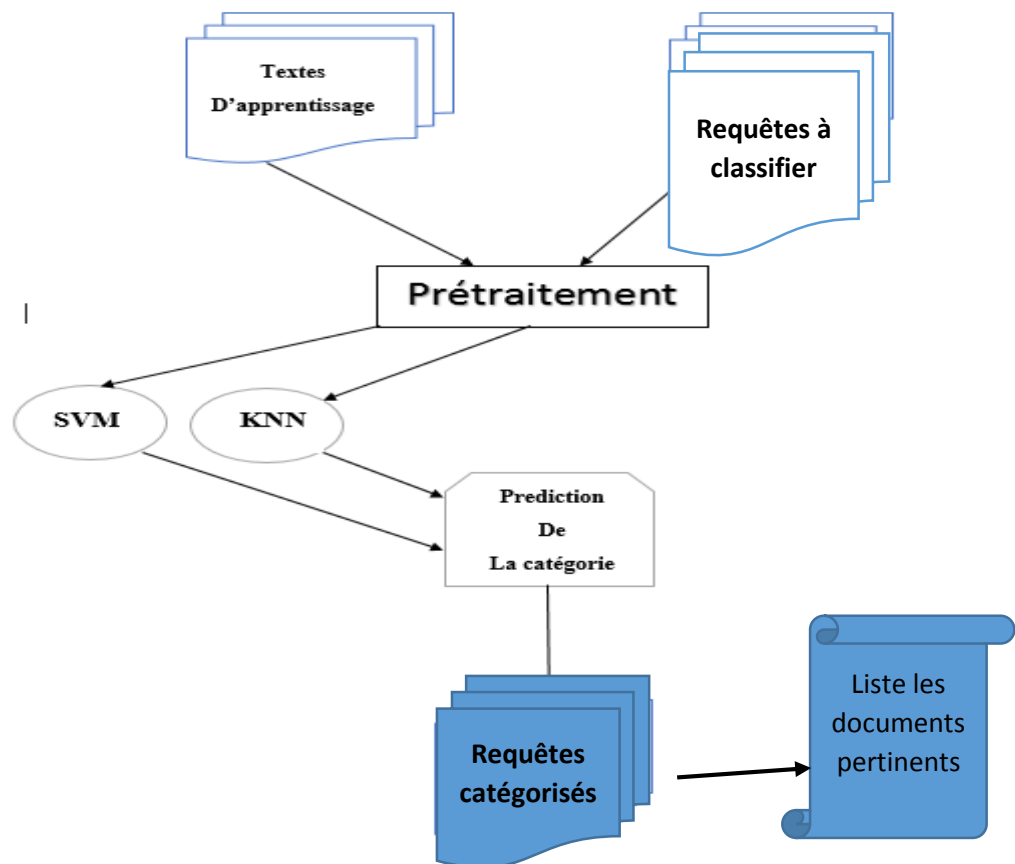 Textes
D'apprentissage
Requêtes à
classifier
Prétraitement
SVM
KNN
Prediction
De
La catégorie
Requêtes
catégorisés
Liste les
documents
pertinents